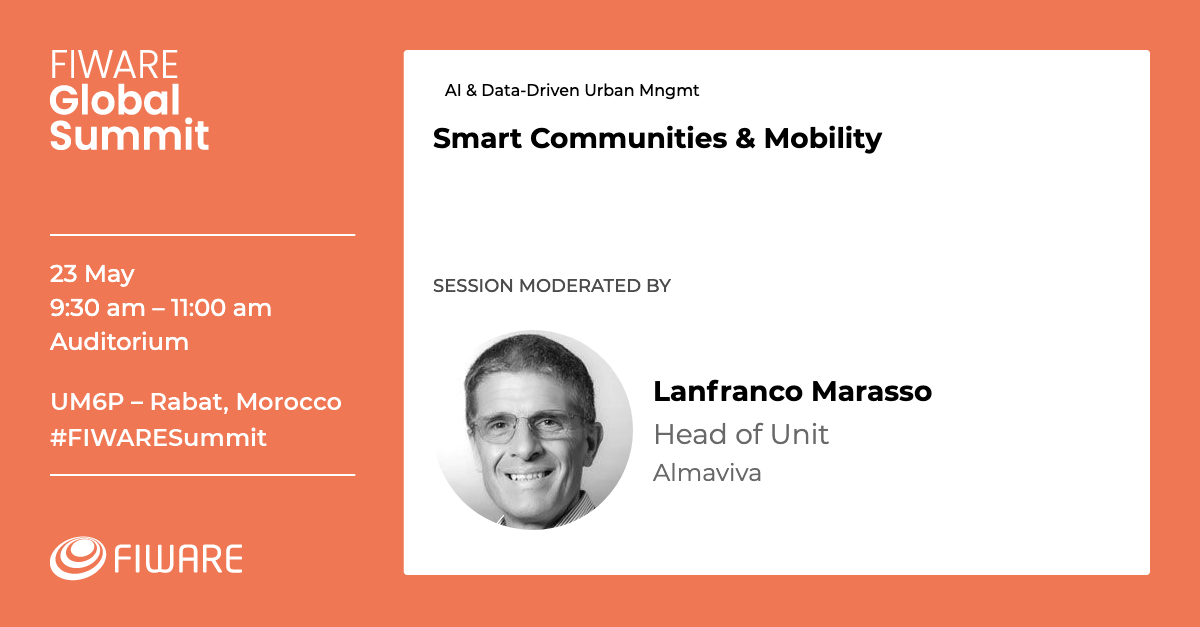 FIWARE
Global
Summit
23 May
9:30 am – 11:00 am
Auditorium
UM6P – Rabat, Morocco
#FIWARESummit
FIWARE
AI & Data-Driven Urban Mngmt
Smart Communities & Mobility
SESSION MODERATED BY
Lanfranco Marasso
Head of Unit
Almaviva